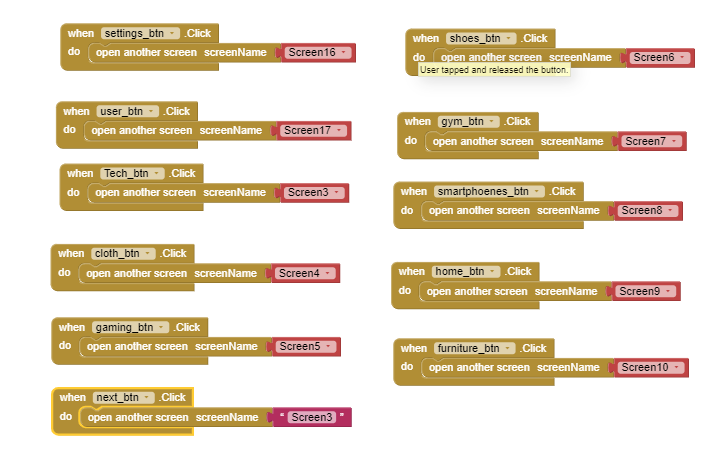 when settings_btn .Click
do open another screen screenName Screen16
when user_btn .Click
do open another screen screenName Screen17
when Tech_btn .Click
do open another screen screenName Screen3
when cloth_btn .Click
do open another screen screenName Screen4
when gaming_btn .Click
do open another screen screenName Screen5
when next_btn .Click
do open another screen screenName " Screen3 "
when shoes_btn .Click
do open another screen screenName Screen6
User tapped and released the button.
when gym_btn .Click
do open another screen screenName Screen7
when smartphoenes_btn .Click
do open another screen screenName Screen8
when home_btn .Click
do open another screen screenName Screen9
when furniture_btn .Click
do open another screen screenName Screen10